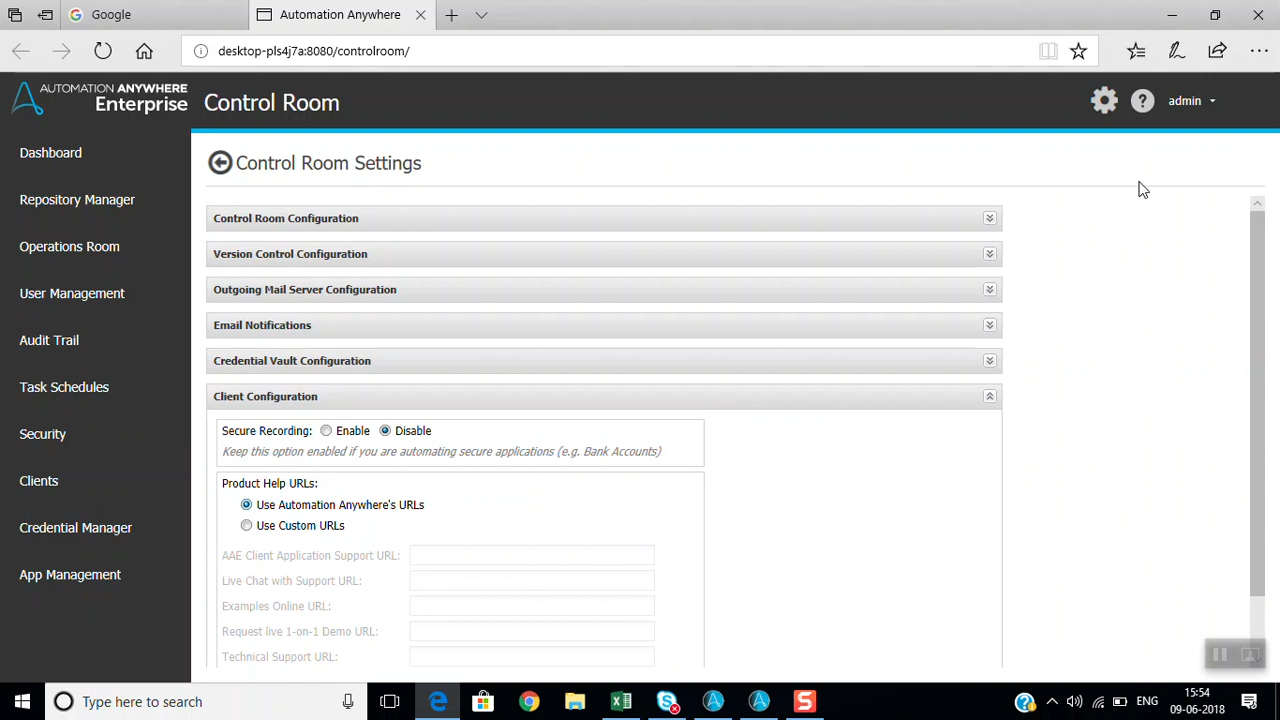 Google
Automation Anywhere
desktop-pls4j7a:8080/controlroom/
AUTOMATION ANYWHERE
Enterprise
Control Room
admin
Dashboard
Repository Manager
Operations Room
User Management
Audit Trail
Task Schedules
Security
Clients
Credential Manager
App Management
Control Room Settings
Control Room Configuration
Version Control Configuration
Outgoing Mail Server Configuration
Email Notifications
Credential Vault Configuration
Client Configuration
Secure Recording: Enable Disable
Keep this option enabled if you are automating secure applications (e.g. Bank Accounts)
Product Help URLs:
Use Automation Anywhere's URLs
Use Custom URLs
AAE Client Application Support URL:
Live Chat with Support URL:
Examples Online URL:
Request live 1-on-1 Demo URL:
Technical Support URL:
Type here to search
ENG
15:54
09-06-2018